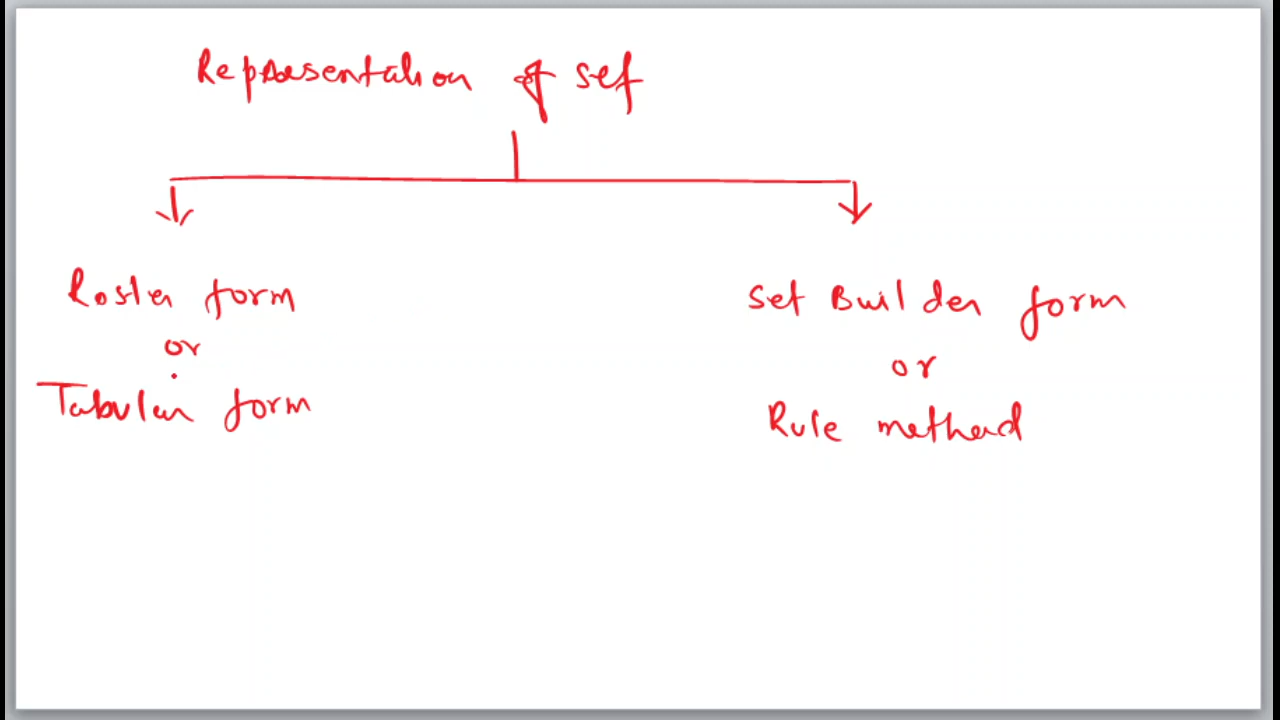 Representation of set
Roster form
or
Tabular form
Set Builder form
or
Rule method